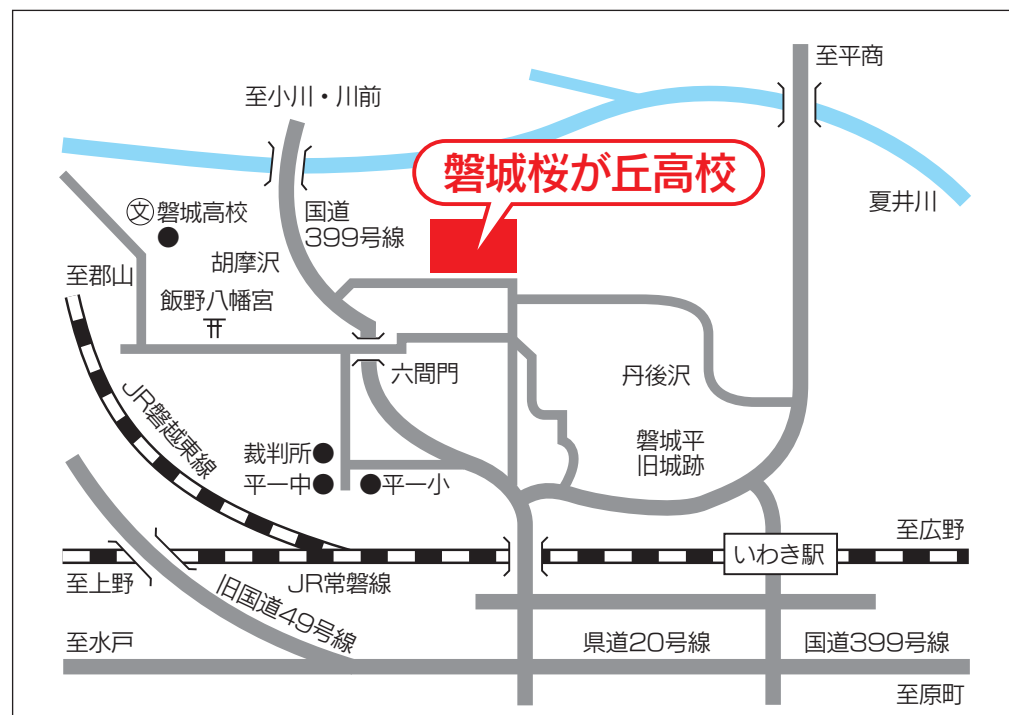 至平商
至小川・川前
磐城桜が丘高校
夏井川
文 磐城高校
国道
399号線
胡摩沢
至郡山
飯野八幡宮
六間門
丹後沢
JR磐越東線
裁判所
平一中
平一小
磐城平
旧城跡
至広野
いわき駅
至上野
JR常磐線
旧国道49号線
至水戸
県道20号線
国道399号線
至原町